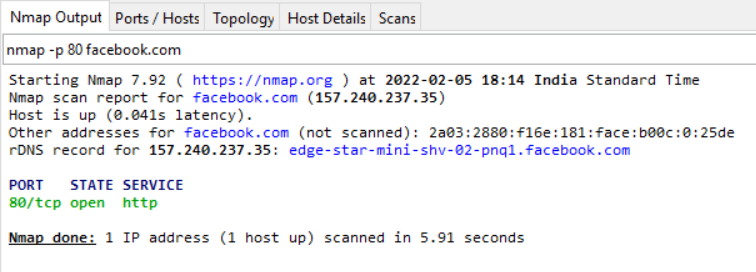 Nmap Output Ports / Hosts Topology Host Details Scans
nmap -p 80 facebook.com
Starting Nmap 7.92 ( https://nmap.org ) at 2022-02-05 18:14 India Standard Time
Nmap scan report for facebook.com (157.240.237.35)
Host is up (0.041s latency).
Other addresses for facebook.com (not scanned): 2a03:2880:f16e:181:face:b00c:0:25de
rDNS record for 157.240.237.35: edge-star-mini-shv-02-pnq1.facebook.com
PORT STATE SERVICE
80/tcp open http
Nmap done: 1 IP address (1 host up) scanned in 5.91 seconds